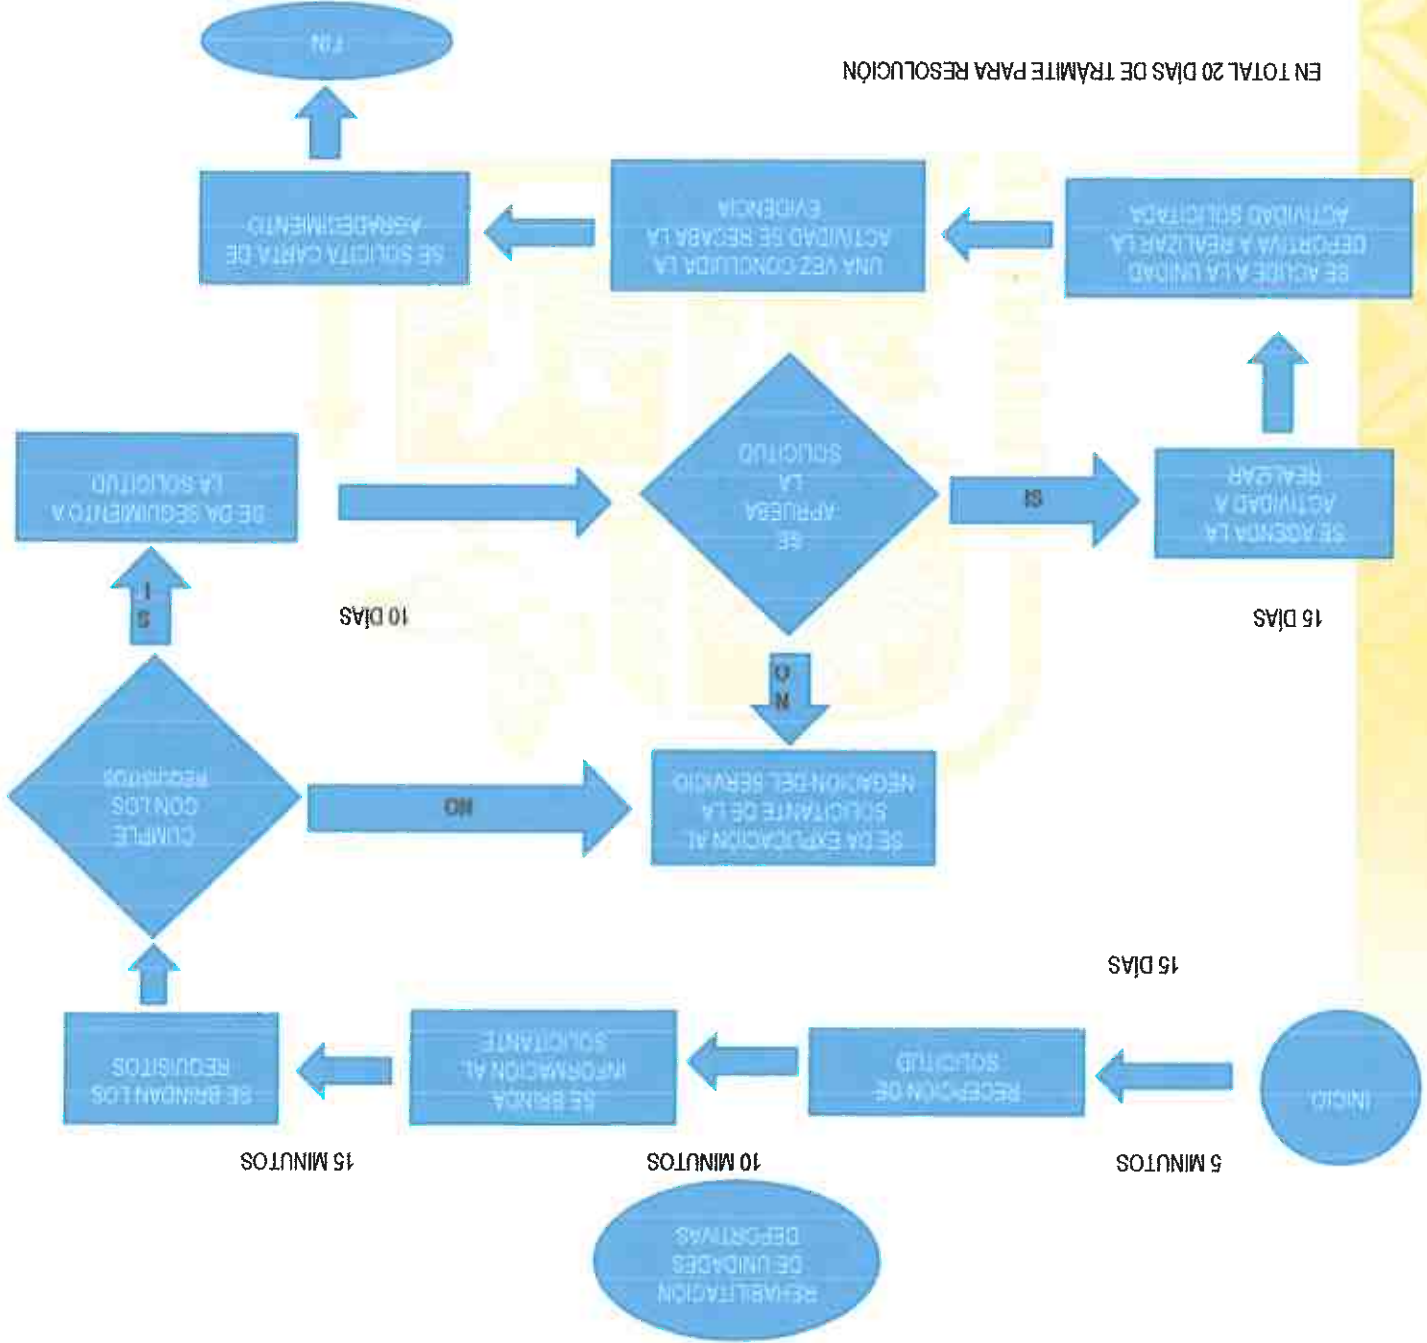 REHABILITACIÓN
DE UNIDADES
DEPORTIVAS
5 MINUTOS
10 MINUTOS
15 MINUTOS
INICIO
RECEPCIÓN DE
SOLICITUD
SE BRINDA
INFORMACIÓN AL
SOLICITANTE
SE BRINDAN LOS
REQUISITOS
15 DÍAS
CUMPLE
CON LOS
REQUISITOS
NO
SE DA EXPLICACIÓN AL
SOLICITANTE DE LA
NEGACIÓN DEL SERVICIO
S
I
N
O
15 DÍAS
10 DÍAS
SE AGENDA LA
ACTIVIDAD A
REALIZAR
SI
SE
APRUEBA
LA
SOLICITUD
SE DA SEGUIMIENTO A
LA SOLICITUD
SE ACUDE A LA UNIDAD
DEPORTIVA A REALIZAR LA
ACTIVIDAD SOLICITADA
UNA VEZ CONCLUIDA LA
ACTIVIDAD SE RECABA LA
EVIDENCIA
SE SOLICITA CARTA DE
AGRADECIMIENTO
EN TOTAL 20 DÍAS DE TRÁMITE PARA RESOLUCIÓN
FIN